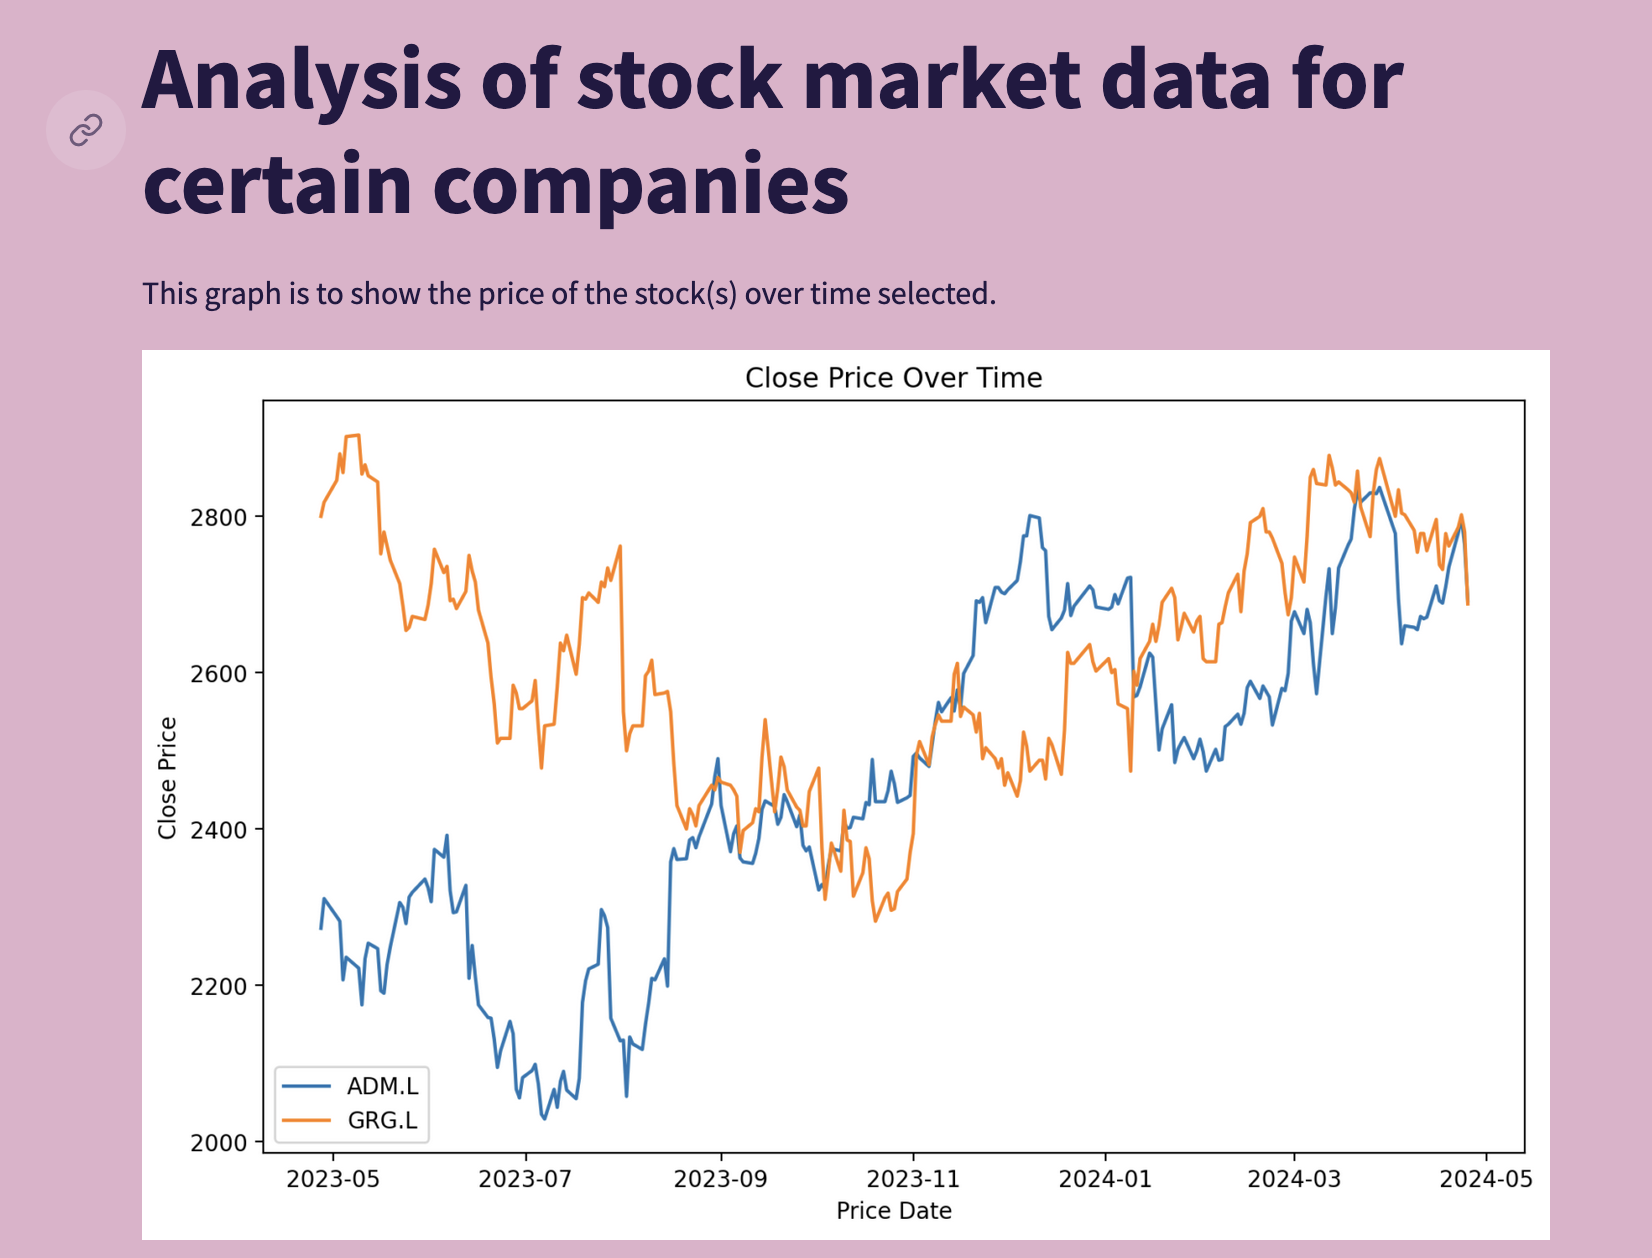 Analysis of stock market data for
certain companies
This graph is to show the price of the stock(s) over time selected.
Close Price Over Time
Close Price
2800
2600
2400
2200
2000
ADM.L
GRG.L
2023-05 2023-07 2023-09 2023-11 2024-01 2024-03 2024-05
Price Date